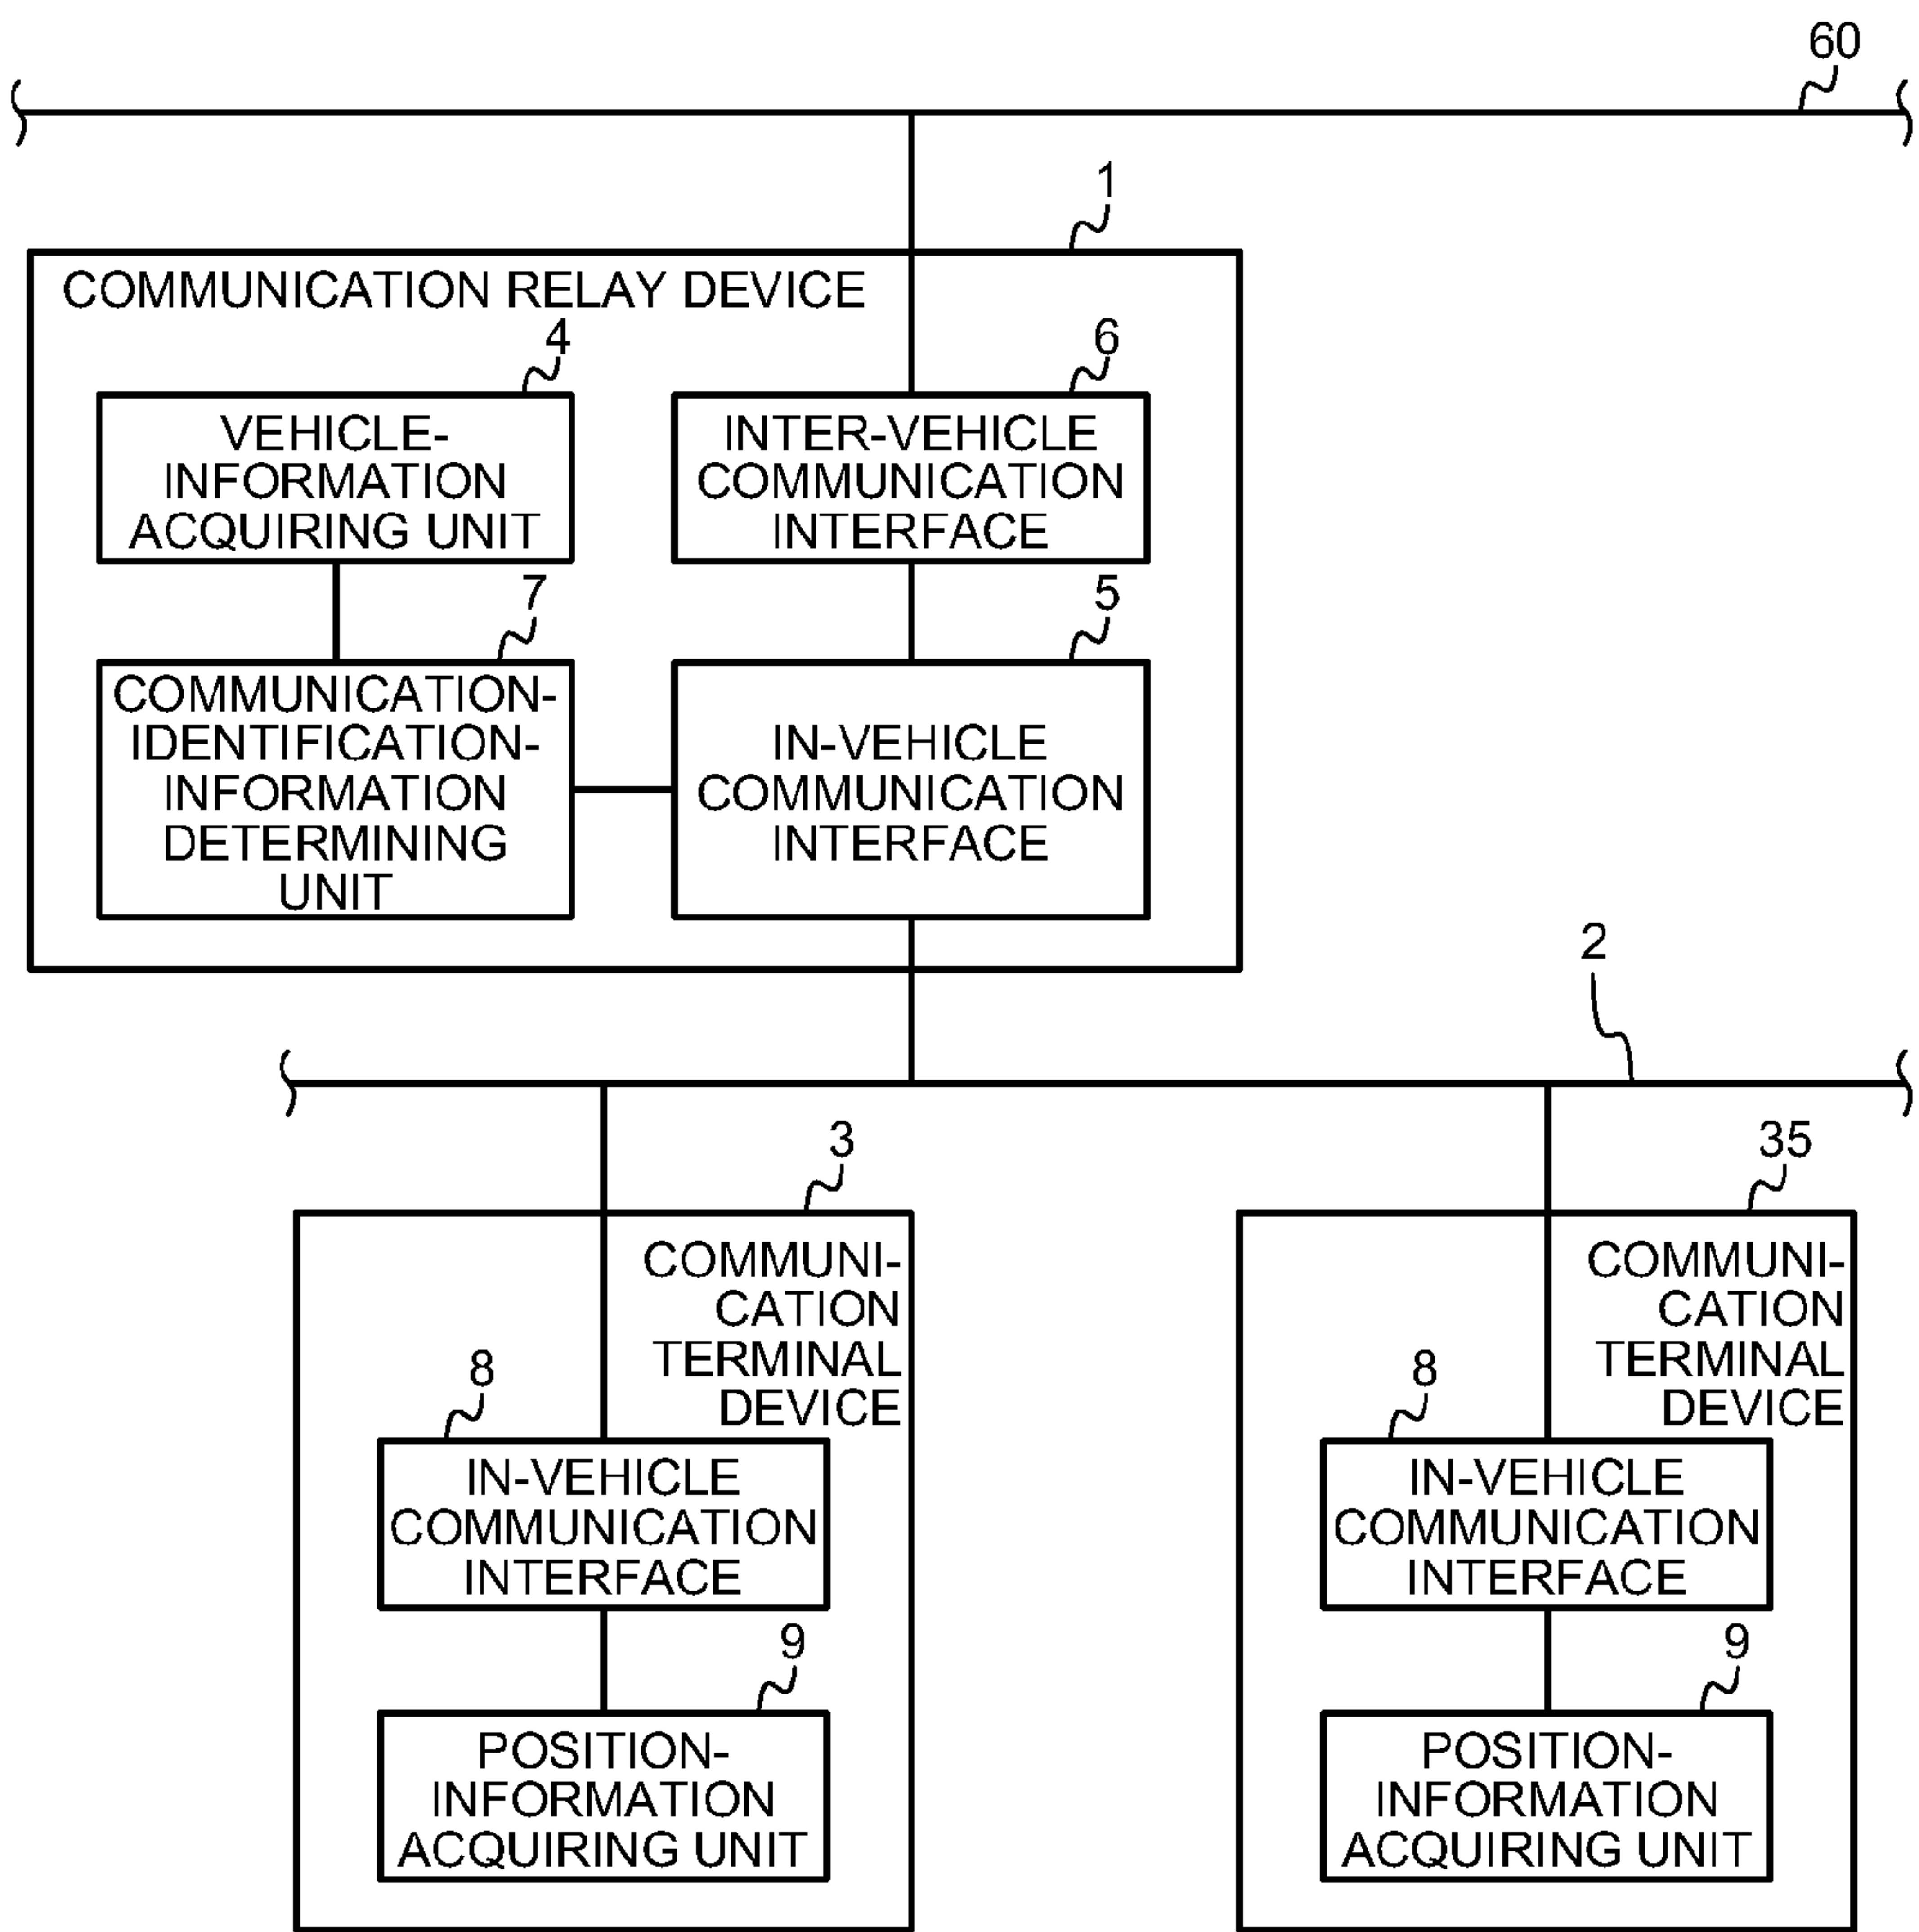 60
1
COMMUNICATION RELAY DEVICE
4
6
VEHICLE-
INFORMATION
ACQUIRING UNIT
INTER-VEHICLE
COMMUNICATION
INTERFACE
7
5
COMMUNICATION-
IDENTIFICATION-
INFORMATION
DETERMINING
UNIT
IN-VEHICLE
COMMUNICATION
INTERFACE
2
3
35
COMMUNI-
CATION
TERMINAL
DEVICE
8
IN-VEHICLE
COMMUNICATION
INTERFACE
9
POSITION-
INFORMATION
ACQUIRING UNIT
COMMUNI-
CATION
TERMINAL
DEVICE
8
IN-VEHICLE
COMMUNICATION
INTERFACE
9
POSITION-
INFORMATION
ACQUIRING UNIT